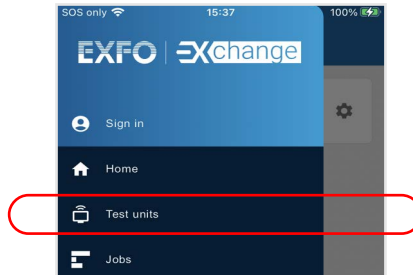 SOS only 15:37 100%
EXFO EXchange
Sign in
Home
Test units
Jobs